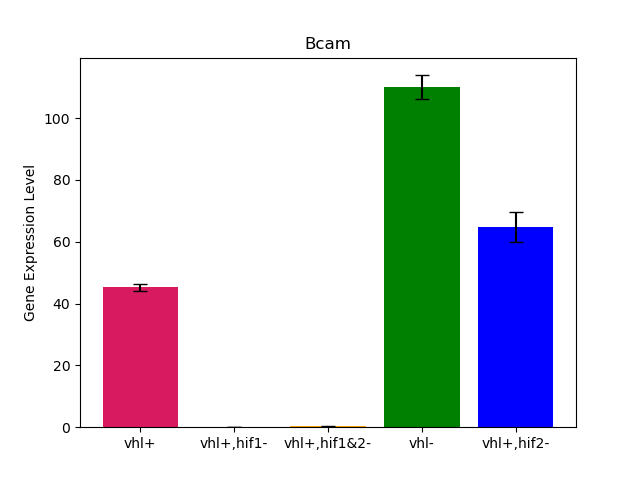 Bcam
Gene Expression Level
100
80
60
40
20
0
vhl+
vhl+,hif1-
vhl+,hif1&2-
vhl-
vhl+,hif2-